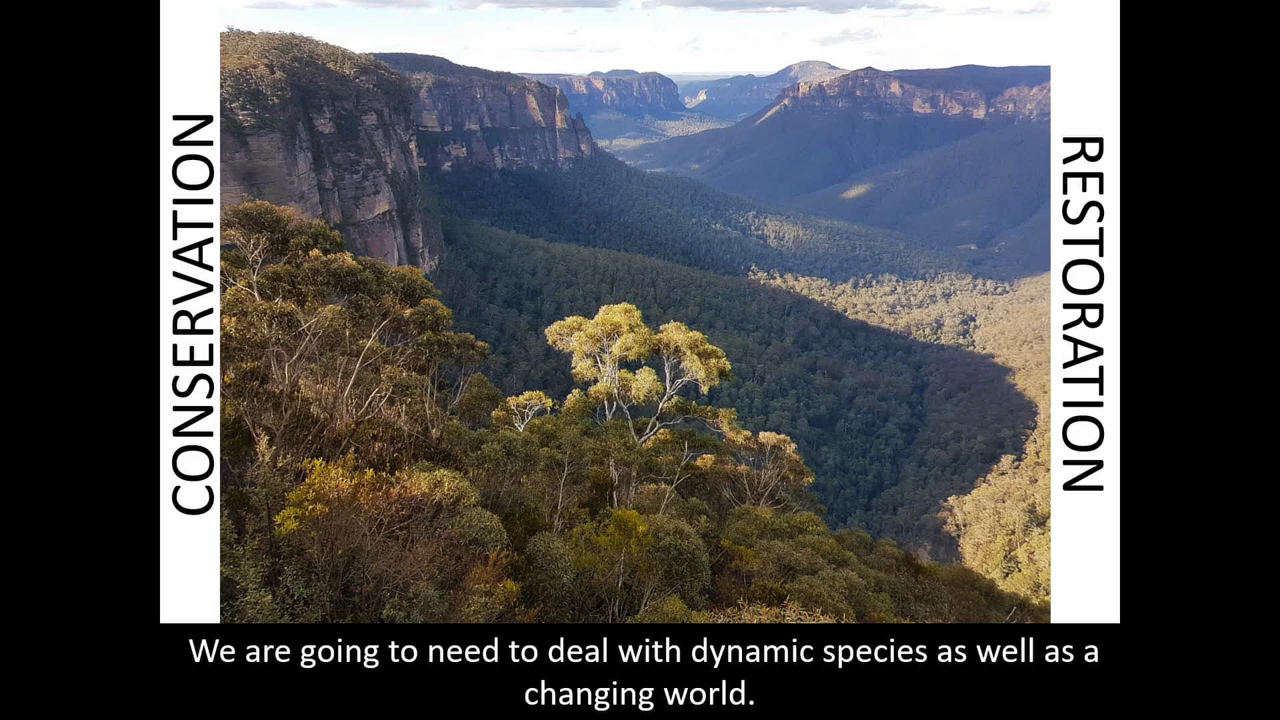 CONSERVATION
RESTORATION
We are going to need to deal with dynamic species as well as a
changing world.